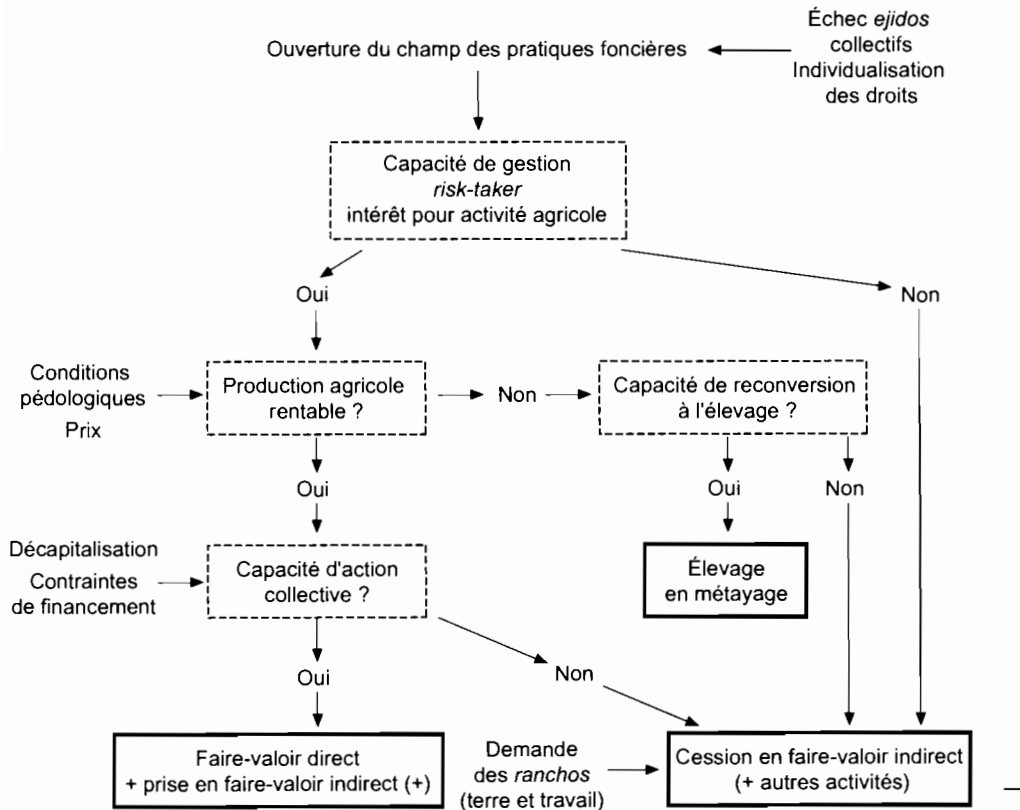 Échec ejidos
collectifs
Individualisation
des droits
Ouverture du champ des pratiques foncières
Capacité de gestion
risk-taker
intérêt pour activité agricole
Oui
Non
Conditions
pédologiques
Prix
Production agricole
rentable ?
Non
Capacité de reconversion
à l'élevage ?
Oui
Oui
Non
Décapitalisation
Contraintes
de financement
Capacité d'action
collective ?
Élevage
en métayage
Oui
Non
Faire-valoir direct
+ prise en faire-valoir indirect (+)
Demande
des ranchos
(terre et travail)
Cession en faire-valoir indirect
(+ autres activités)